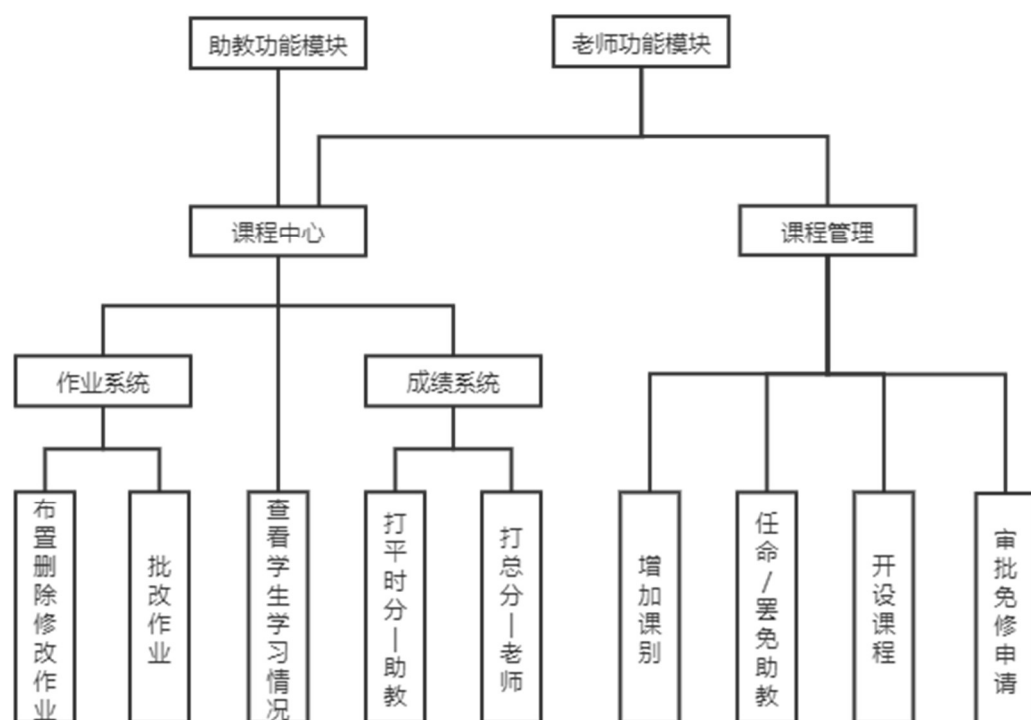 助教功能模块
老师功能模块
课程中心
课程管理
作业系统
成绩系统
布置删除修改作业
批改作业
查看学生学习情况
打平时分—助教
打总分—老师
增加课别
任命/罢免助教
开设课程
审批免修申请